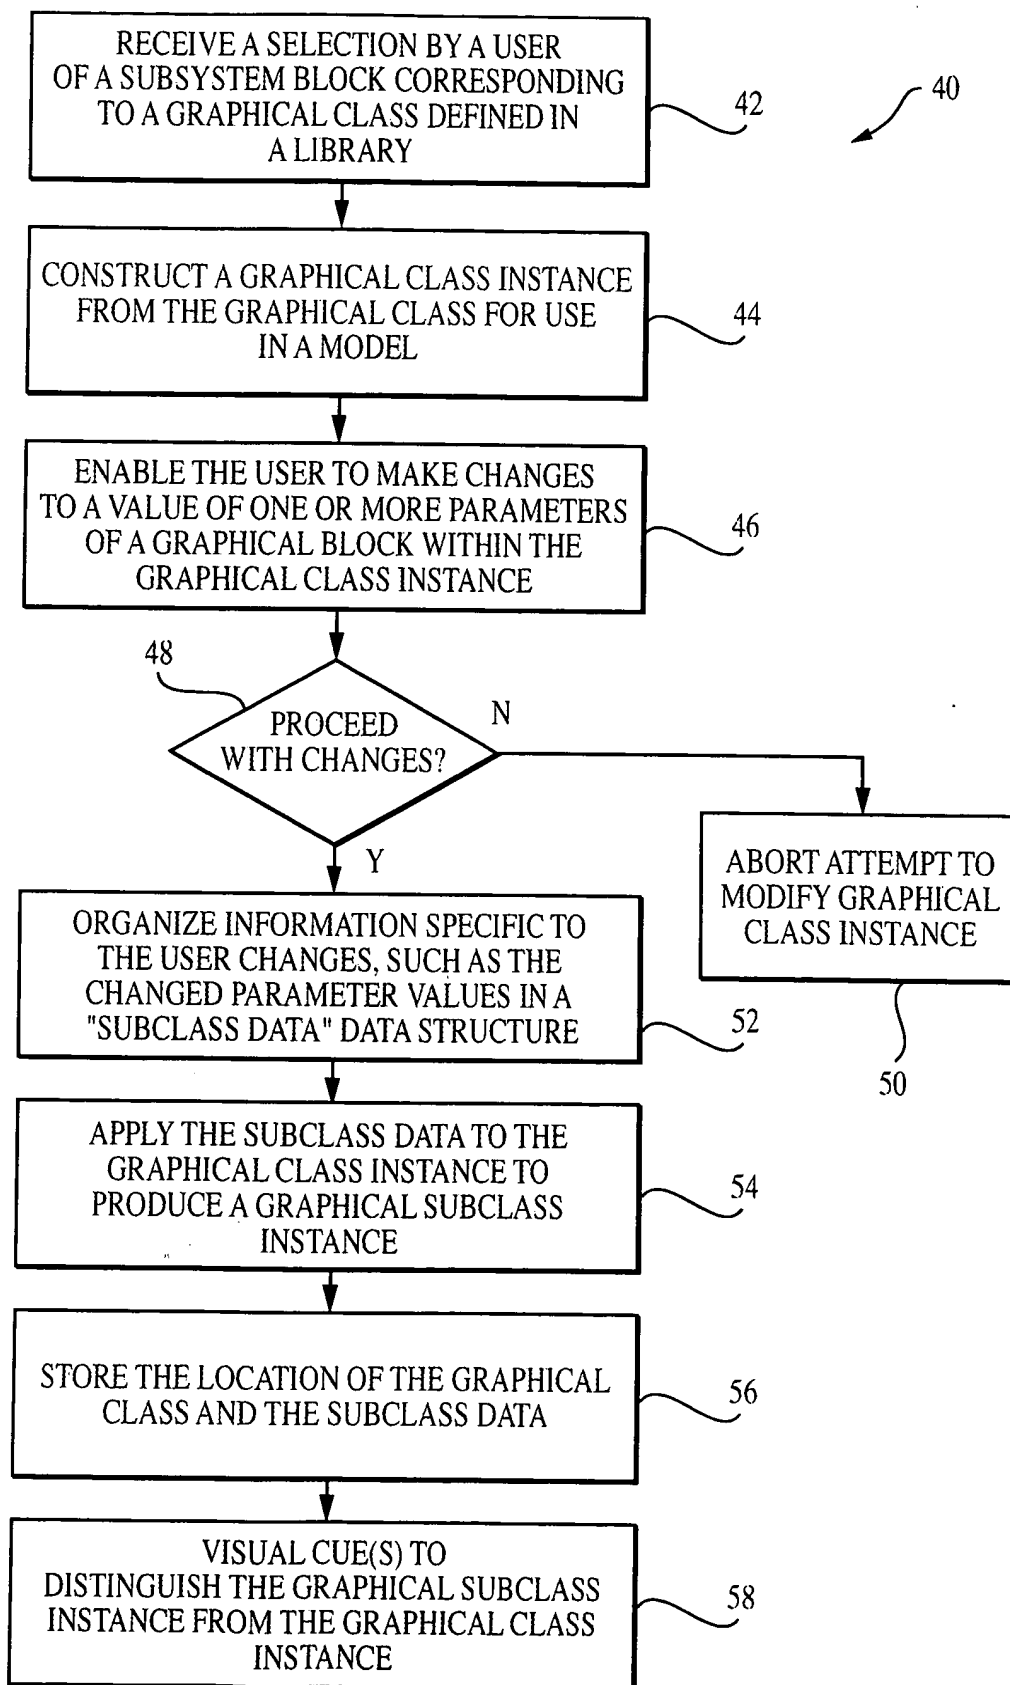 RECEIVE A SELECTION BY A USER
OF A SUBSYSTEM BLOCK CORRESPONDING
TO A GRAPHICAL CLASS DEFINED IN
A LIBRARY
42
40
CONSTRUCT A GRAPHICAL CLASS INSTANCE
FROM THE GRAPHICAL CLASS FOR USE
IN A MODEL
44
ENABLE THE USER TO MAKE CHANGES
TO A VALUE OF ONE OR MORE PARAMETERS
OF A GRAPHICAL BLOCK WITHIN THE
GRAPHICAL CLASS INSTANCE
46
48
PROCEED
WITH CHANGES?
N
Y
ABORT ATTEMPT TO
MODIFY GRAPHICAL
CLASS INSTANCE
50
ORGANIZE INFORMATION SPECIFIC TO
THE USER CHANGES, SUCH AS THE
CHANGED PARAMETER VALUES IN A
"SUBCLASS DATA" DATA STRUCTURE
52
APPLY THE SUBCLASS DATA TO THE
GRAPHICAL CLASS INSTANCE TO
PRODUCE A GRAPHICAL SUBCLASS
INSTANCE
54
STORE THE LOCATION OF THE GRAPHICAL
CLASS AND THE SUBCLASS DATA
56
VISUAL CUE(S) TO
DISTINGUISH THE GRAPHICAL SUBCLASS
INSTANCE FROM THE GRAPHICAL CLASS
INSTANCE
58